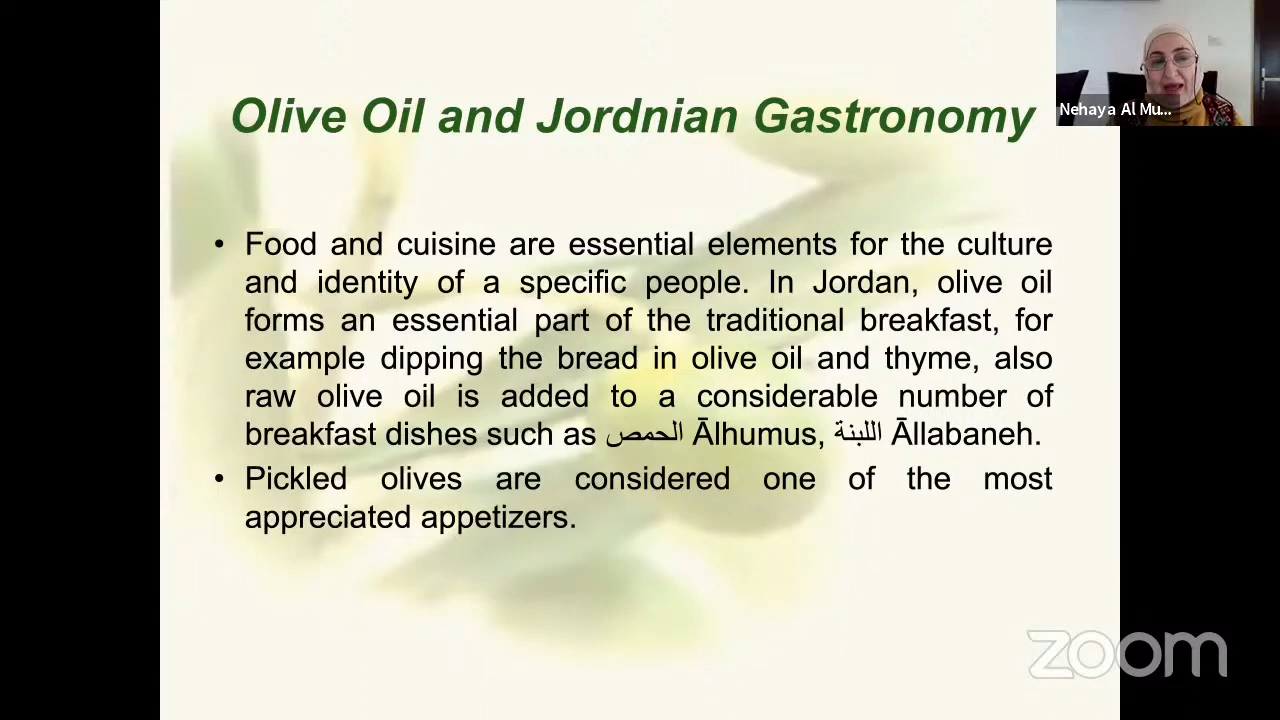 Olive Oil and Jordnian Gastronomy
Nehaya Al Mu...
• Food and cuisine are essential elements for the culture
and identity of a specific people. In Jordan, olive oil
forms an essential part of the traditional breakfast, for
example dipping the bread in olive oil and thyme, also
raw olive oil is added to a considerable number of
breakfast dishes such as الحمص Ālhumus, اللبنة Āllabaneh.
• Pickled olives are considered one of the most
appreciated appetizers.
zoom